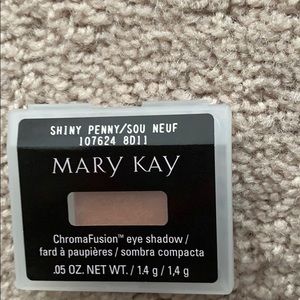 SHINY PENNY/SOU NEUF
107624 8D11
MARY KAY
ChromaFusion™ eye shadow /
fard à paupières / sombra compacta
.05 OZ. NET WT. / 1.4 g / 1,4 g